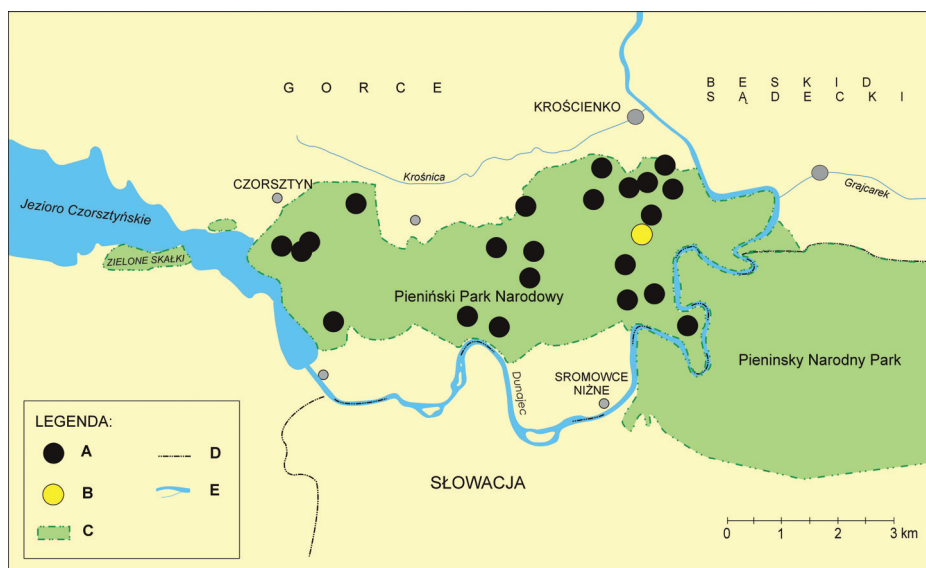 G O R C E
B E S K I D
S Ą D E C K I
KROŚCIENKO
CZORSZTYN
Krośnica
Grajcarek
Jezioro Czorsztyńskie
ZIELONE SKAŁKI
Pieniński Park Narodowy
Pieninsky Narodny Park
Dunajec
SROMOWCE
NIŻNE
SŁOWACJA
LEGENDA:
A
D
B
E
C
0 1 2 3 km